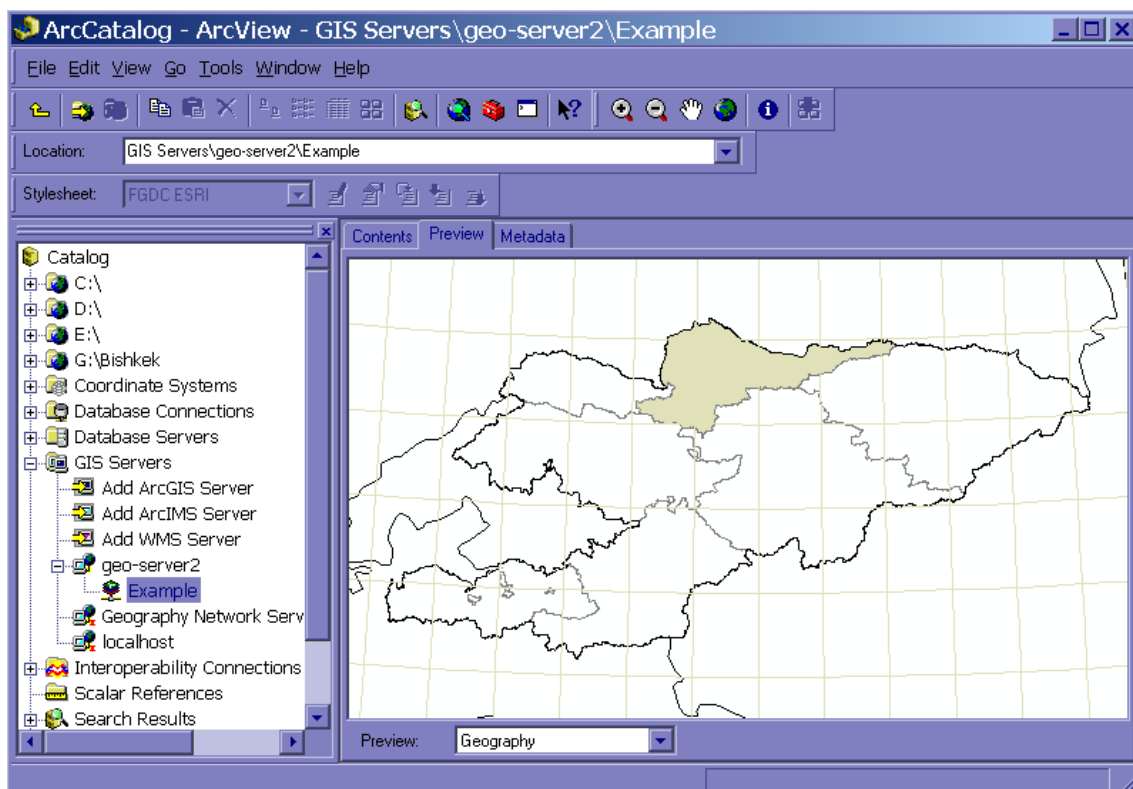 ArcCatalog - ArcView - GIS Servers\geo-server2\Example
File Edit View Go Tools Window Help
Location: GIS Servers\geo-server2\Example
Stylesheet: FGDC ESRI
Contents Preview Metadata
Catalog
C:\
D:\
E:\
G:\Bishkek
Coordinate Systems
Database Connections
Database Servers
GIS Servers
Add ArcGIS Server
Add ArcIMS Server
Add WMS Server
geo-server2
Example
Geography Network Serv
localhost
Interoperability Connections
Scalar References
Search Results
Preview: Geography